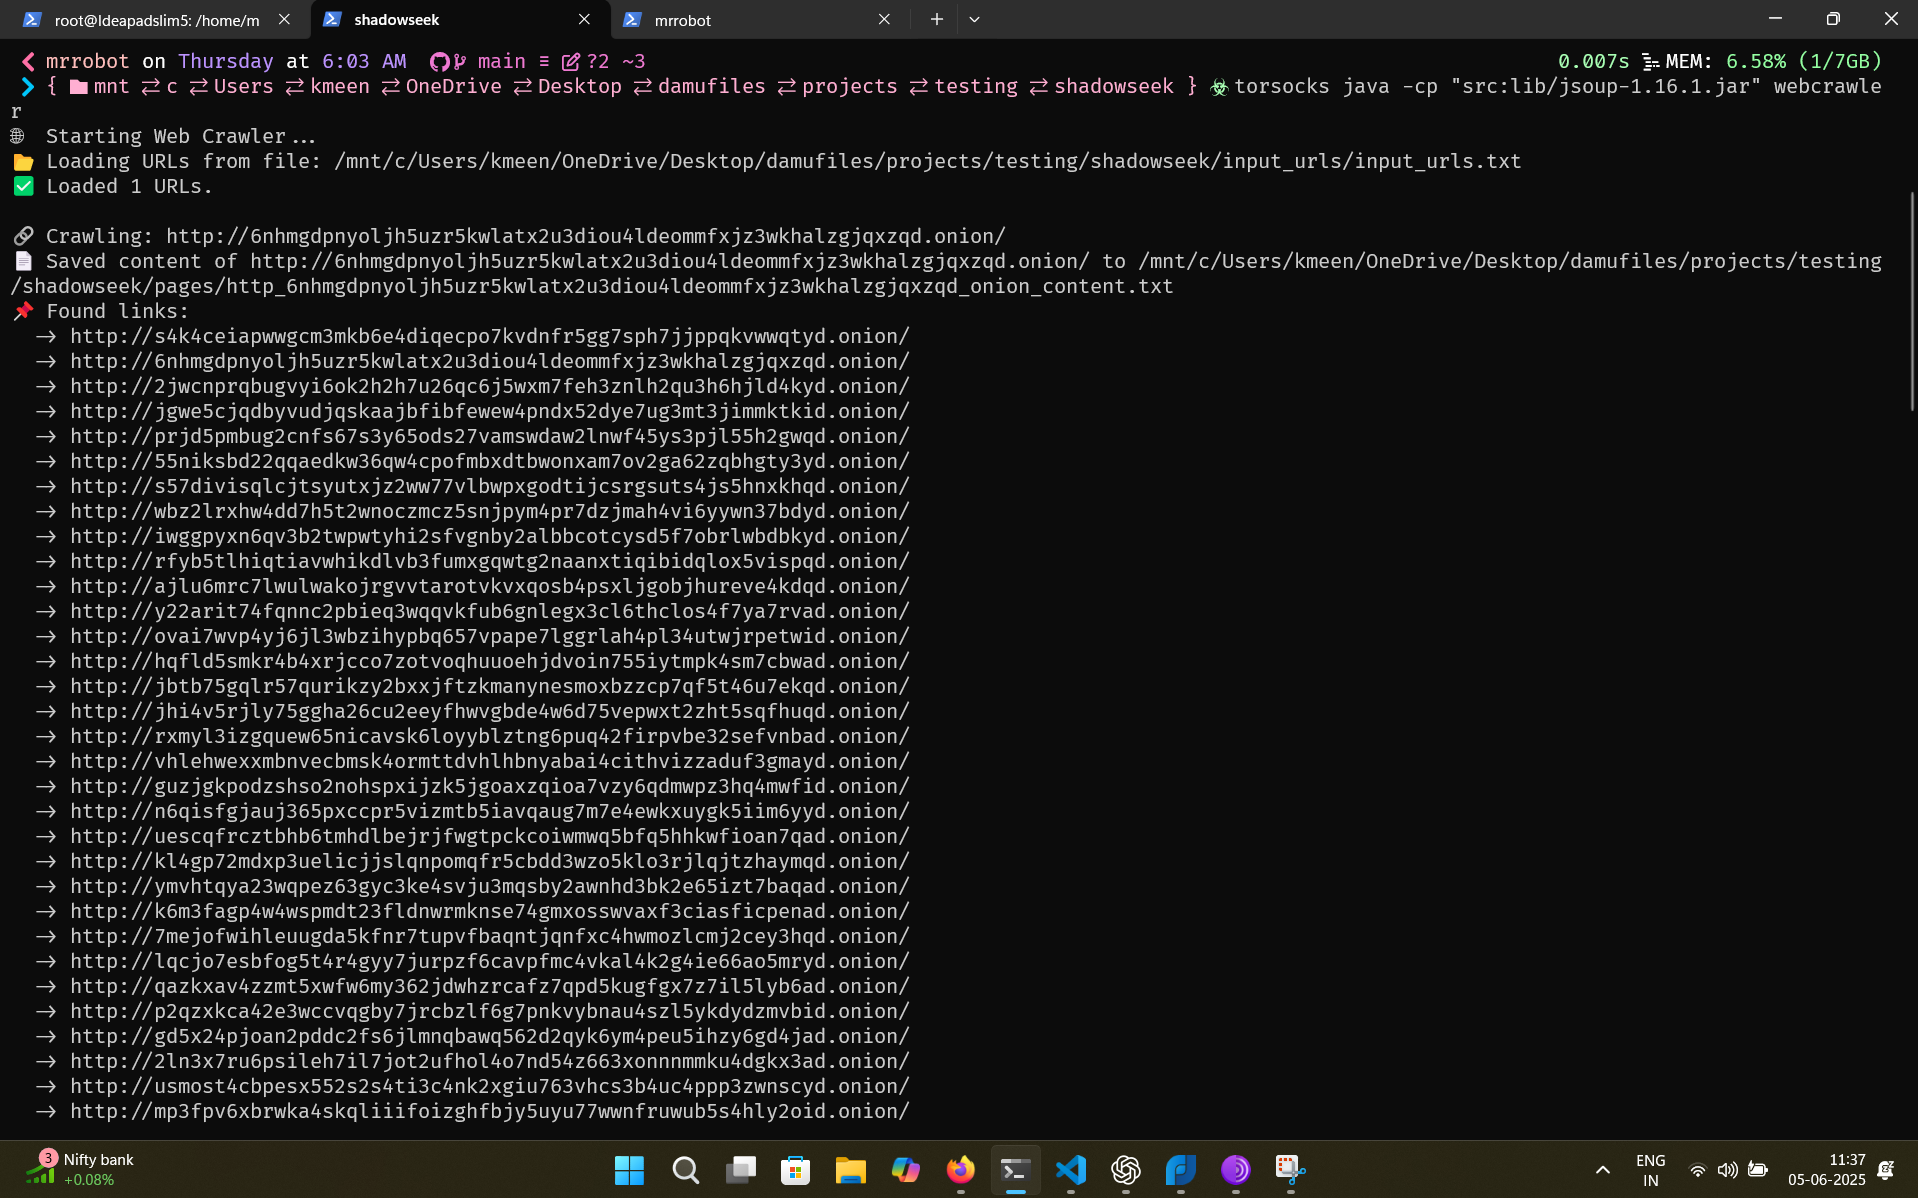 root@Ideapadslim5: /home/m
shadowseek
mrrobot
mrrobot on Thursday at 6:03 AM main ≡ ?2 ~3
0.007s MEM: 6.58% (1/7GB)
{ mnt ⇄ c ⇄ Users ⇄ kmeen ⇄ OneDrive ⇄ Desktop ⇄ damufiles ⇄ projects ⇄ testing ⇄ shadowseek } ☣ torsocks java -cp "src:lib/jsoup-1.16.1.jar" webcrawle
r
🌐 Starting Web Crawler...
📂 Loading URLs from file: /mnt/c/Users/kmeen/OneDrive/Desktop/damufiles/projects/testing/shadowseek/input_urls/input_urls.txt
✅ Loaded 1 URLs.
🔗 Crawling: http://6nhmgdpnyoljh5uzr5kwlatx2u3diou4ldeommfxjz3wkhalzgjqxzqd.onion/
📄 Saved content of http://6nhmgdpnyoljh5uzr5kwlatx2u3diou4ldeommfxjz3wkhalzgjqxzqd.onion/ to /mnt/c/Users/kmeen/OneDrive/Desktop/damufiles/projects/testing
/shadowseek/pages/http_6nhmgdpnyoljh5uzr5kwlatx2u3diou4ldeommfxjz3wkhalzgjqxzqd_onion_content.txt
📌 Found links:
→ http://s4k4ceiapwwgcm3mkb6e4diqecpo7kvdnfr5gg7sph7jjppqkvwwqtyd.onion/
→ http://6nhmgdpnyoljh5uzr5kwlatx2u3diou4ldeommfxjz3wkhalzgjqxzqd.onion/
→ http://2jwcnprqbugvyi6ok2h2h7u26qc6j5wxm7feh3znlh2qu3h6hjld4kyd.onion/
→ http://jgwe5cjqdbyvudjqskaajbfibfewew4pndx52dye7ug3mt3jimmktkid.onion/
→ http://prjd5pmbug2cnfs67s3y65ods27vamswdaw2lnwf45ys3pjl55h2gwqd.onion/
→ http://55niksbd22qqaedkw36qw4cpofmbxdtbwonxam7ov2ga62zqbhgty3yd.onion/
→ http://s57divisqlcjtsyutxjz2ww77vlbwpxgodtijcsrgsuts4js5hnxkhqd.onion/
→ http://wbz2lrxhw4dd7h5t2wnoczmcz5snjpym4pr7dzjmah4vi6yywn37bdyd.onion/
→ http://iwggpyxn6qv3b2twpwtyhi2sfvgnby2albbcotcysd5f7obrlwbdbkyd.onion/
→ http://rfyb5tlhiqtiavwhikdlvb3fumxgqwtg2naanxtiqibidqlox5vispqd.onion/
→ http://ajlu6mrc7lwulwakojrgvvtarotvkvxqosb4psxljgobjhureve4kdqd.onion/
→ http://y22arit74fqnnc2pbieq3wqqvkfub6gnlegx3cl6thclos4f7ya7rvad.onion/
→ http://ovai7wvp4yj6jl3wbzihypbq657vpape7lggrlah4pl34utwjrpetwid.onion/
→ http://hqfld5smkr4b4xrjcco7zotvoqhuuoehjdvoin755iytmpk4sm7cbwad.onion/
→ http://jbtb75gqlr57qurikzy2bxxjftzkmanynesmoxbzzcp7qf5t46u7ekqd.onion/
→ http://jhi4v5rjly75ggha26cu2eeyfhwvgbde4w6d75vepwxt2zht5sqfhuqd.onion/
→ http://rxmyl3izgquew65nicavsk6loyyblztng6puq42firpvbe32sefvnbad.onion/
→ http://vhlehwexxmbnvecbmsk4ormttdvhlhbnyabai4cithvizzaduf3gmayd.onion/
→ http://guzjgkpodzshso2nohspxijzk5jgoaxzqioa7vzy6qdmwpz3hq4mwfid.onion/
→ http://n6qisfgjauj365pxccpr5vizmtb5iavqaug7m7e4ewkxuygk5iim6yyd.onion/
→ http://uescqfrcztbhb6tmhdlbejrjfwgtpckcoiwmwq5bfq5hhkwfioan7qad.onion/
→ http://kl4gp72mdxp3uelicjjslqnpomqfr5cbdd3wzo5klo3rjlqjtzhaymqd.onion/
→ http://ymvhtqya23wqpez63gyc3ke4svju3mqsby2awnhd3bk2e65izt7baqad.onion/
→ http://k6m3fagp4w4wspmdt23fldnwrmknse74gmxosswvaxf3ciasficpenad.onion/
→ http://7mejofwihleuugda5kfnr7tupvfbaqntjqnfxc4hwmozlcmj2cey3hqd.onion/
→ http://lqcjo7esbfog5t4r4gyy7jurpzf6cavpfmc4vkal4k2g4ie66ao5mryd.onion/
→ http://qazkxav4zzmt5xwfw6my362jdwhzrcafz7qpd5kugfgx7z7il5lyb6ad.onion/
→ http://p2qzxkca42e3wccvqgby7jrcbzlf6g7pnkvybnau4szl5ykdydzmvbid.onion/
→ http://gd5x24pjoan2pddc2fs6jlmnqbawq562d2qyk6ym4peu5ihzy6gd4jad.onion/
→ http://2ln3x7ru6psileh7il7jot2ufhol4o7nd54z663xonnnmmku4dgkx3ad.onion/
→ http://usmost4cbpesx552s2s4ti3c4nk2xgiu763vhcs3b4uc4ppp3zwnscyd.onion/
→ http://mp3fpv6xbrwka4skqliiifoizghfbjy5uyu77wwnfruwub5s4hly2oid.onion/
3
Nifty bank
+0.08%
ENG
IN
11:37
05-06-2025